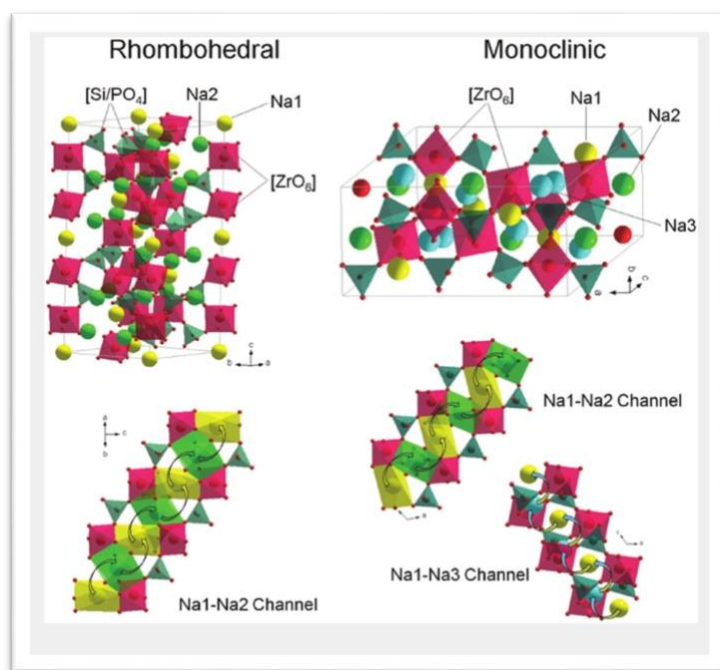 Rhombohedral
Monoclinic
[Si/PO₄]
Na2
Na1
[ZrO₆]
c
b
a
[ZrO₆]
Na1
Na2
Na3
b
c
a
Na1-Na2 Channel
a
c
b
Na1-Na2 Channel
Na1-Na3 Channel